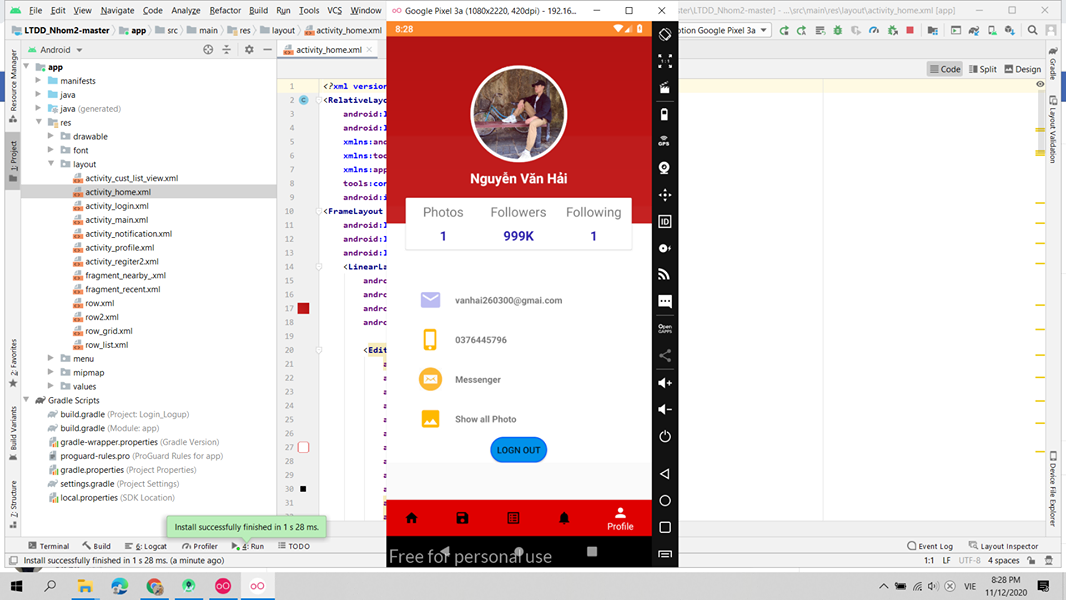 File Edit View Navigate Code Analyze Refactor Build Run Tools VCS Window
LTDD_Nhom2-master app src main res layout activity_home.xml
Google Pixel 3a (1080x2220, 420dpi) - 192.16...
...\src\main\res\layout\activity_home.xml [app]
otion Google Pixel 3a
Android
activity_home.xml
Code Split Design
Resource Manager
1: Project
2: Favorites
Build Variants
Z: Structure
Gradle
Layout Validation
Device File Explorer
app
manifests
java
java (generated)
res
drawable
font
layout
activity_cust_list_view.xml
activity_home.xml
activity_login.xml
activity_main.xml
activity_notification.xml
activity_profile.xml
activity_regiter2.xml
fragment_nearby_.xml
fragment_recent.xml
row.xml
row2.xml
row_grid.xml
row_list.xml
menu
mipmap
values
Gradle Scripts
build.gradle (Project: Login_Logup)
build.gradle (Module: app)
gradle-wrapper.properties (Gradle Version)
proguard-rules.pro (ProGuard Rules for app)
gradle.properties (Project Properties)
settings.gradle (Project Settings)
local.properties (SDK Location)
1 <?xml version
2 <RelativeLayo
3 android:l
4 android:l
5 xmlns:and
6 xmlns:too
7 xmlns:app
8 tools:con
9 android:i
10 <FrameLayout
11 android:l
12 android:l
13 android:l
14 <LinearLa
15 andro
16 andro
17 andro
18 andro
19
20 <Edit
21 a
22 a
23 a
24 a
25 a
26 a
27 a
28 a
29 a
30 a
31 a
8:28
Nguyễn Văn Hải
Photos Followers Following
1 999K 1
vanhai260300@gmai.com
0376445796
Messenger
Show all Photo
LOGN OUT
Profile
Free for personal use
GPS
ID
Open
GAPPS
Install successfully finished in 1 s 28 ms.
Terminal Build 6: Logcat Profiler 4: Run TODO
Event Log Layout Inspector
Install successfully finished in 1 s 28 ms. (a minute ago)
1:1 LF UTF-8 4 spaces
VIE
8:28 PM
11/12/2020